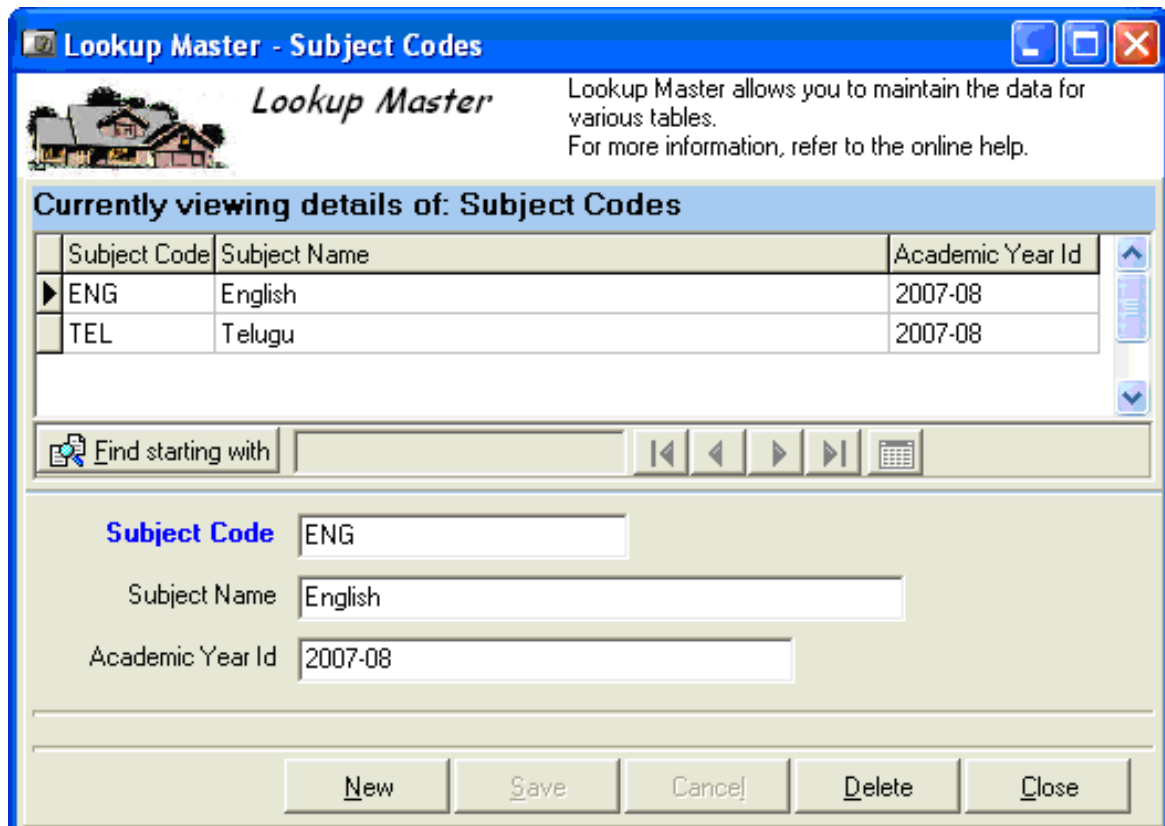 Lookup Master - Subject Codes
Lookup Master
Lookup Master allows you to maintain the data for
various tables.
For more information, refer to the online help.
Currently viewing details of: Subject Codes
Subject Code Subject Name Academic Year Id
ENG English 2007-08
TEL Telugu 2007-08
Find starting with
Subject Code ENG
Subject Name English
Academic Year Id 2007-08
New Save Cancel Delete Close